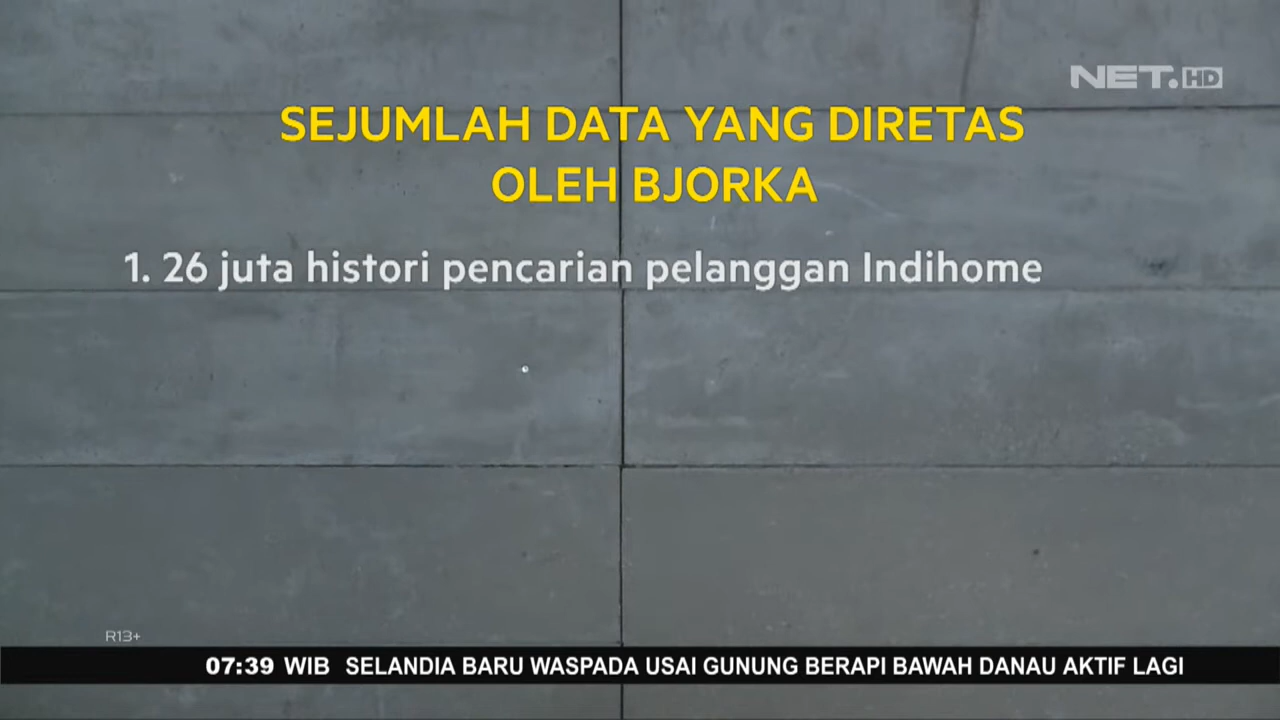 NET. HD
SEJUMLAH DATA YANG DIRETAS
OLEH BJORKA
1. 26 juta histori pencarian pelanggan Indihome
R13+
07:39 WIB SELANDIA BARU WASPADA USAI GUNUNG BERAPI BAWAH DANAU AKTIF LAGI